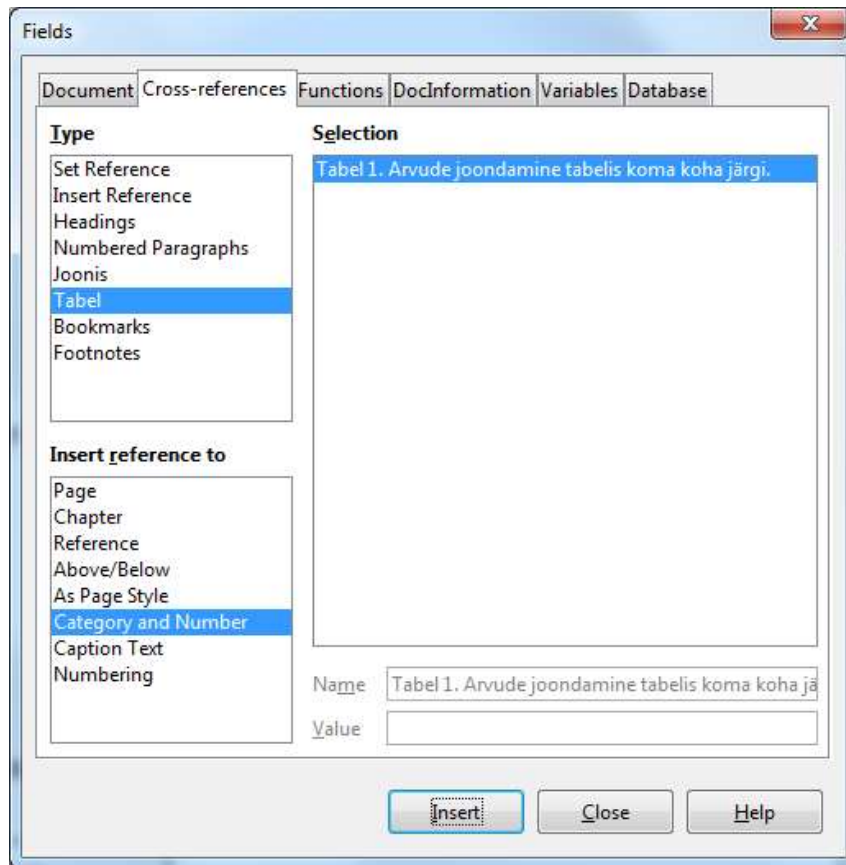 Fields
Document Cross-references Functions DocInformation Variables Database
Type
Set Reference
Insert Reference
Headings
Numbered Paragraphs
Joonis
Tabel
Bookmarks
Footnotes
Insert reference to
Page
Chapter
Reference
Above/Below
As Page Style
Category and Number
Caption Text
Numbering
Selection
Tabel 1. Arvude joondamine tabelis koma koha järgi.
Name Tabel 1. Arvude joondamine tabelis koma koha jä
Value
Insert Close Help